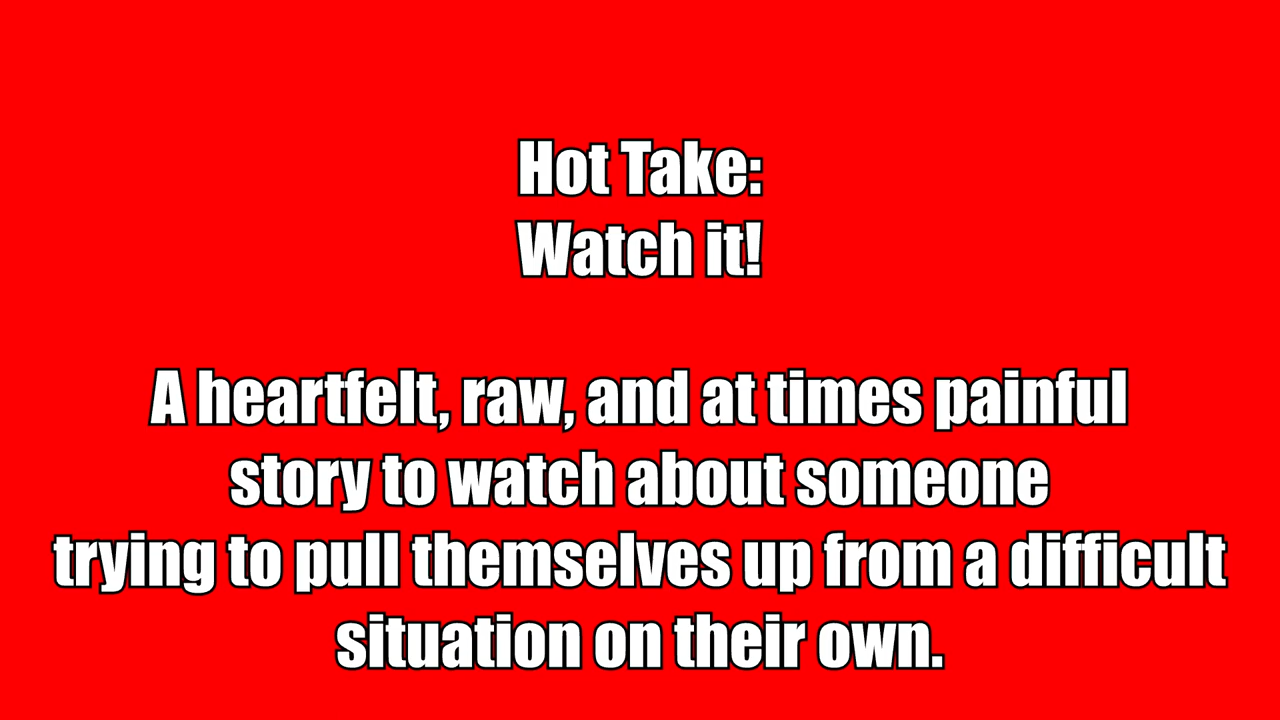 Hot Take:
Watch it!
A heartfelt, raw, and at times painful
story to watch about someone
trying to pull themselves up from a difficult
situation on their own.